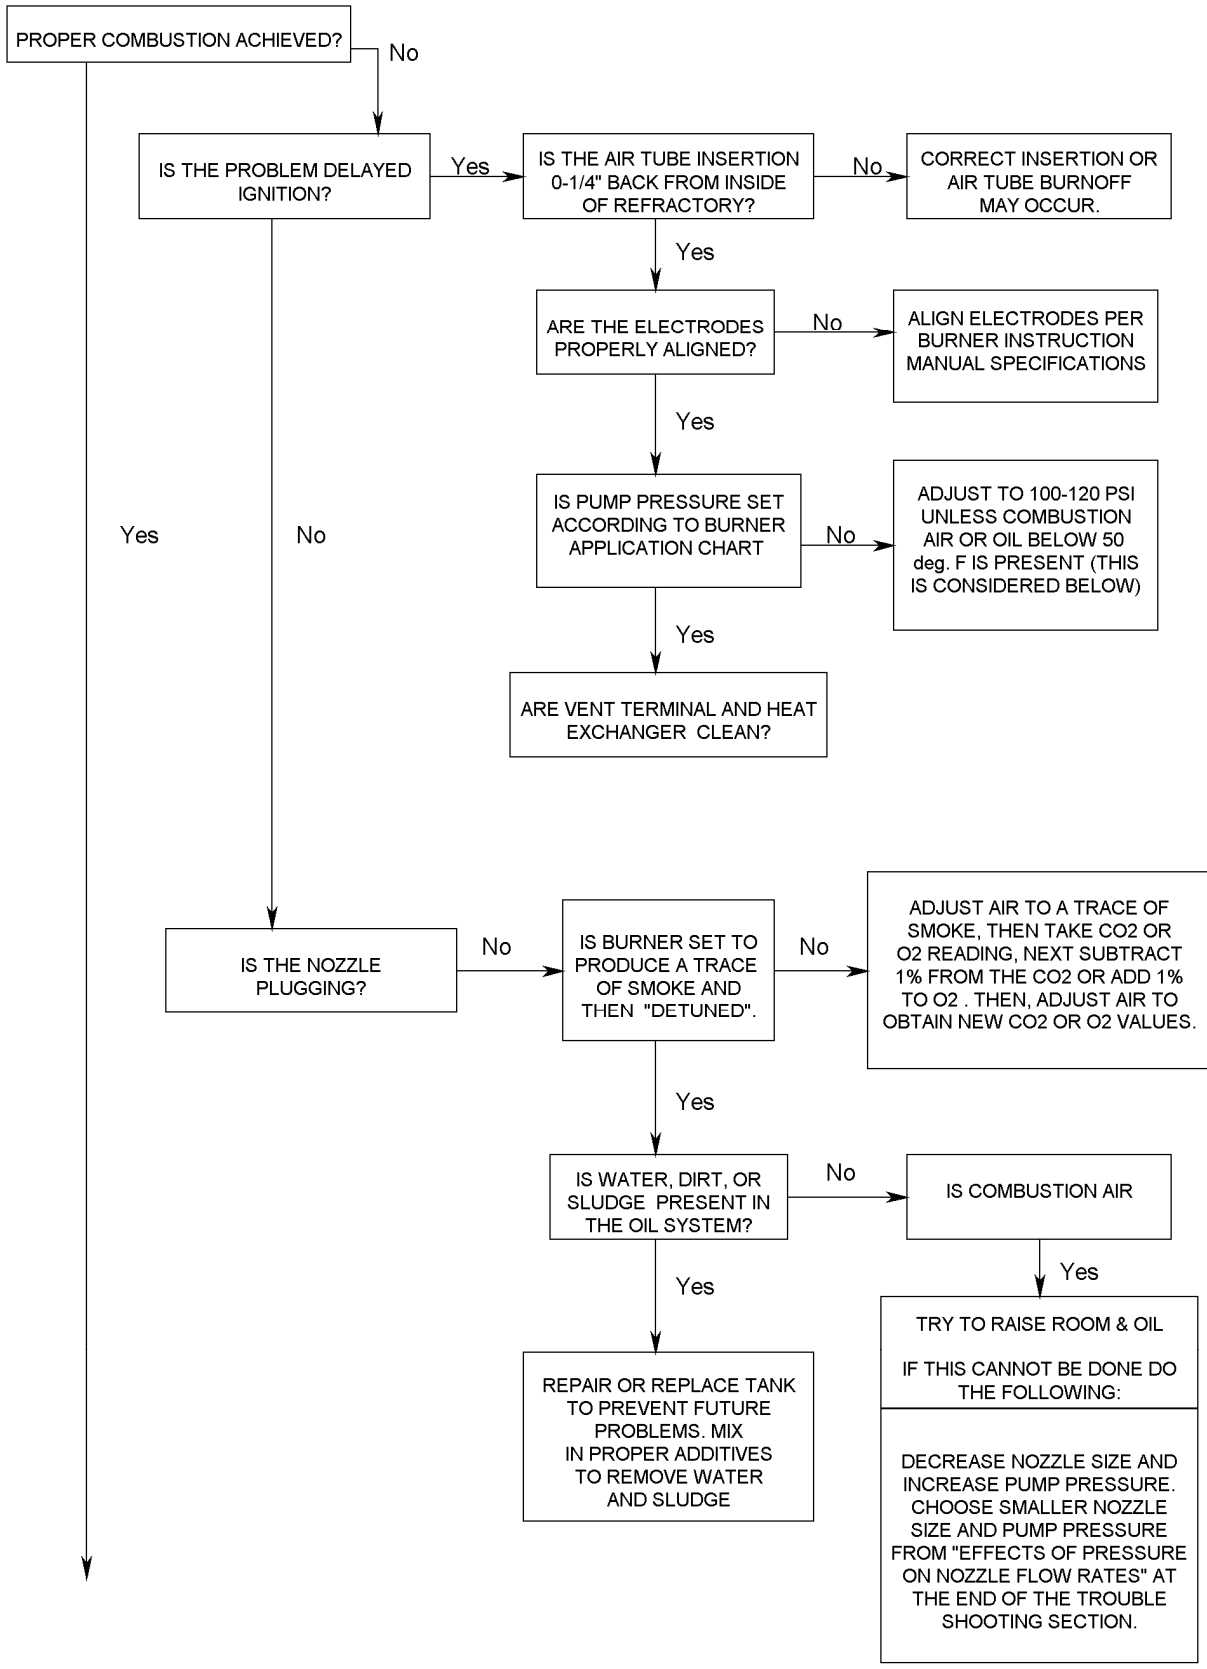 PROPER COMBUSTION ACHIEVED?
No
IS THE PROBLEM DELAYED
IGNITION?
Yes
IS THE AIR TUBE INSERTION
0-1/4" BACK FROM INSIDE
OF REFRACTORY?
No
CORRECT INSERTION OR
AIR TUBE BURNOFF
MAY OCCUR.
Yes
ARE THE ELECTRODES
PROPERLY ALIGNED?
No
ALIGN ELECTRODES PER
BURNER INSTRUCTION
MANUAL SPECIFICATIONS
Yes
IS PUMP PRESSURE SET
ACCORDING TO BURNER
APPLICATION CHART
No
ADJUST TO 100-120 PSI
UNLESS COMBUSTION
AIR OR OIL BELOW 50
deg. F IS PRESENT (THIS
IS CONSIDERED BELOW)
Yes
No
Yes
ARE VENT TERMINAL AND HEAT
EXCHANGER CLEAN?
IS THE NOZZLE
PLUGGING?
No
IS BURNER SET TO
PRODUCE A TRACE
OF SMOKE AND
THEN "DETUNED".
No
ADJUST AIR TO A TRACE OF
SMOKE, THEN TAKE CO2 OR
O2 READING, NEXT SUBTRACT
1% FROM THE CO2 OR ADD 1%
TO O2 . THEN, ADJUST AIR TO
OBTAIN NEW CO2 OR O2 VALUES.
Yes
IS WATER, DIRT, OR
SLUDGE PRESENT IN
THE OIL SYSTEM?
No
IS COMBUSTION AIR
Yes
Yes
REPAIR OR REPLACE TANK
TO PREVENT FUTURE
PROBLEMS. MIX
IN PROPER ADDITIVES
TO REMOVE WATER
AND SLUDGE
TRY TO RAISE ROOM & OIL
IF THIS CANNOT BE DONE DO
THE FOLLOWING:
DECREASE NOZZLE SIZE AND
INCREASE PUMP PRESSURE.
CHOOSE SMALLER NOZZLE
SIZE AND PUMP PRESSURE
FROM "EFFECTS OF PRESSURE
ON NOZZLE FLOW RATES" AT
THE END OF THE TROUBLE
SHOOTING SECTION.